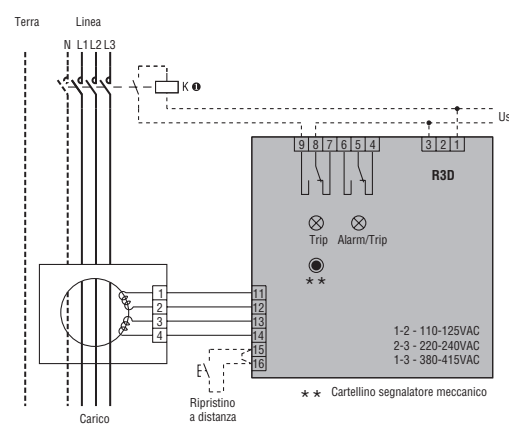 Terra
Linea
N L1 L2 L3
K ❶
Us
9 8 7 6 5 4
3 2 1
R3D
Trip
Alarm/Trip
* *
1
2
3
4
11
12
13
14
15
16
1-2 - 110-125VAC
2-3 - 220-240VAC
1-3 - 380-415VAC
E
Ripristino
a distanza
* * Cartellino segnalatore meccanico
Carico